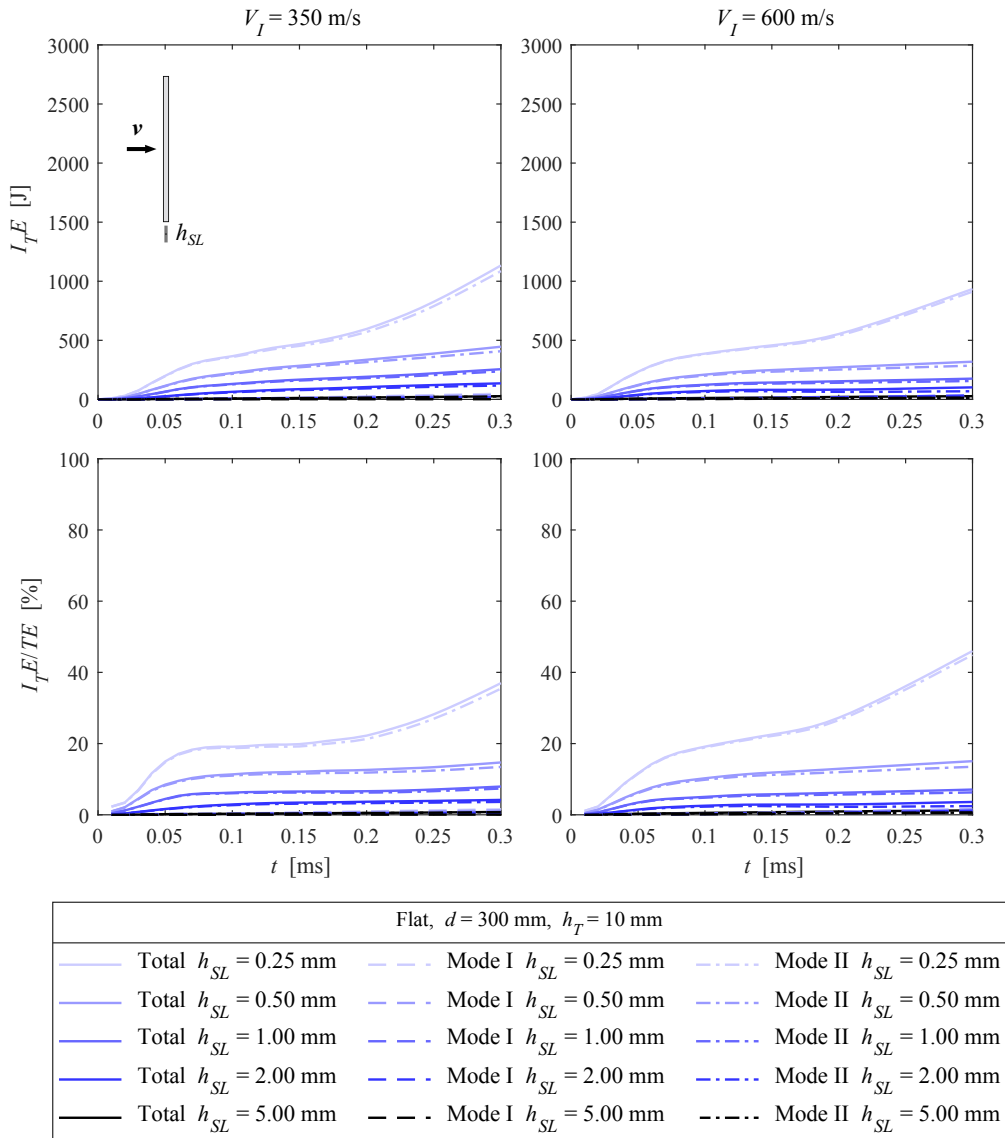 V_I = 350 m/s
V_I = 600 m/s
3000
2500
2000
1500
1000
500
0
I_T E [J]
v
h_SL
0 0.05 0.1 0.15 0.2 0.25 0.3
3000
2500
2000
1500
1000
500
0
0 0.05 0.1 0.15 0.2 0.25 0.3
100
80
60
40
20
0
I_T E/TE [%]
0 0.05 0.1 0.15 0.2 0.25 0.3
t [ms]
100
80
60
40
20
0
0 0.05 0.1 0.15 0.2 0.25 0.3
t [ms]
Flat, d = 300 mm, h_T = 10 mm
Total h_SL = 0.25 mm Mode I h_SL = 0.25 mm Mode II h_SL = 0.25 mm
Total h_SL = 0.50 mm Mode I h_SL = 0.50 mm Mode II h_SL = 0.50 mm
Total h_SL = 1.00 mm Mode I h_SL = 1.00 mm Mode II h_SL = 1.00 mm
Total h_SL = 2.00 mm Mode I h_SL = 2.00 mm Mode II h_SL = 2.00 mm
Total h_SL = 5.00 mm Mode I h_SL = 5.00 mm Mode II h_SL = 5.00 mm